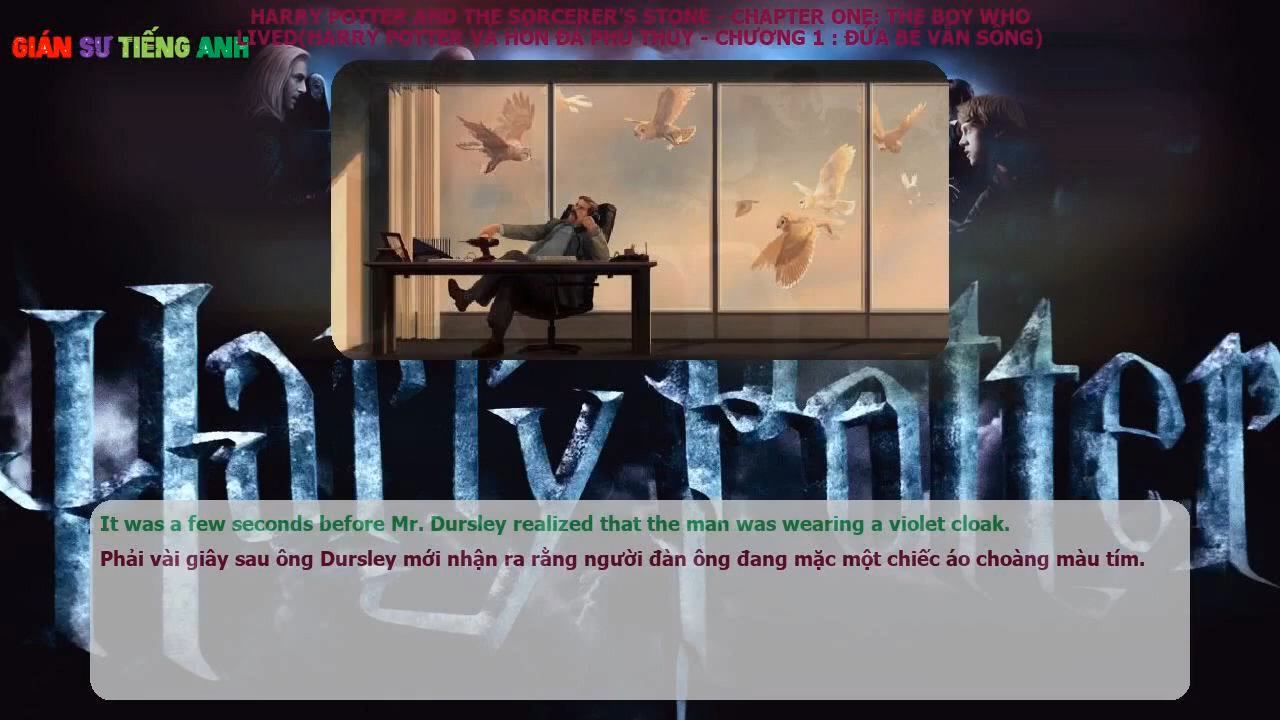 HARRY POTTER AND THE SORCERER'S STONE - CHAPTER ONE: THE BOY WHO
LIVED(HARRY POTTER VÀ HÒN ĐÁ PHÙ THỦY - CHƯƠNG 1 : ĐỨA BÉ VẪN SỐNG)
GIÁN SƯ TIẾNG ANH
Harry Potter
It was a few seconds before Mr. Dursley realized that the man was wearing a violet cloak.
Phải vài giây sau ông Dursley mới nhận ra rằng người đàn ông đang mặc một chiếc áo choàng màu tím.